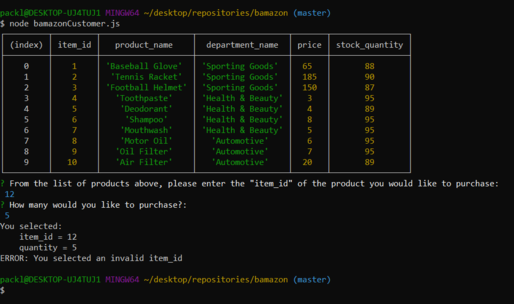 packl@DESKTOP-UJ4TUJ1 MINGW64 ~/desktop/repositories/bamazon (master)
$ node bamazonCustomer.js
(index) item_id product_name department_name price stock_quantity
0 1 'Baseball Glove' 'Sporting Goods' 65 88
1 2 'Tennis Racket' 'Sporting Goods' 185 90
2 3 'Football Helmet' 'Sporting Goods' 150 87
3 4 'Toothpaste' 'Health & Beauty' 3 95
4 5 'Deodorant' 'Health & Beauty' 4 89
5 6 'Shampoo' 'Health & Beauty' 8 95
6 7 'Mouthwash' 'Health & Beauty' 5 95
7 8 'Motor Oil' 'Automotive' 6 95
8 9 'Oil Filter' 'Automotive' 7 95
9 10 'Air Filter' 'Automotive' 20 89
? From the list of products above, please enter the "item_id" of the product you would like to purchase:
12
? How many would you like to purchase?:
5
You selected:
item_id = 12
quantity = 5
ERROR: You selected an invalid item_id
packl@DESKTOP-UJ4TUJ1 MINGW64 ~/desktop/repositories/bamazon (master)
$